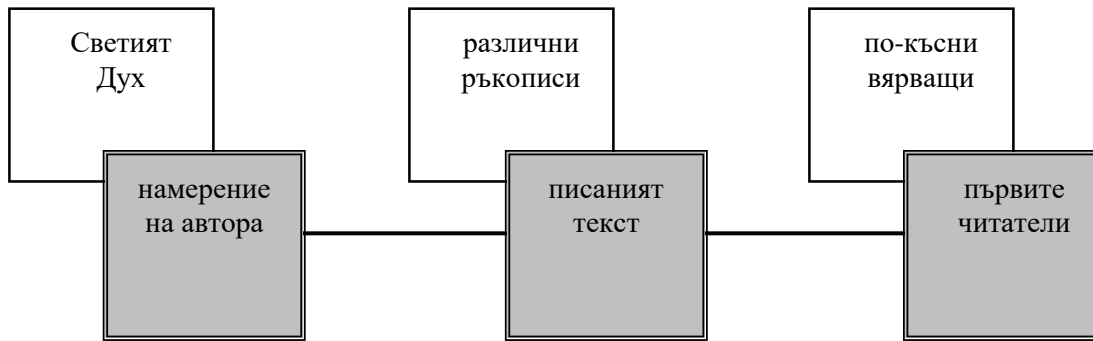 Светият
Дух
различни
ръкописи
по-късни
вярващи
намерение
на автора
писаният
текст
първите
читатели